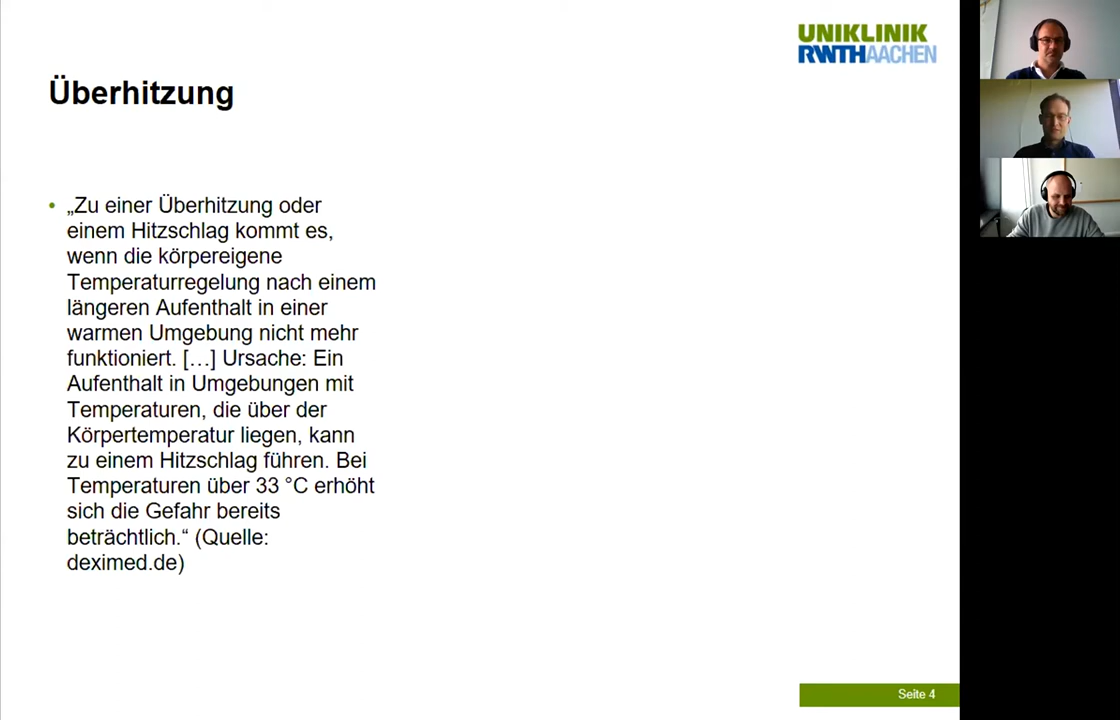 UNIKLINIK
RWTHAACHEN
Überhitzung
• „Zu einer Überhitzung oder
einem Hitzschlag kommt es,
wenn die körpereigene
Temperaturregelung nach einem
längeren Aufenthalt in einer
warmen Umgebung nicht mehr
funktioniert. […] Ursache: Ein
Aufenthalt in Umgebungen mit
Temperaturen, die über der
Körpertemperatur liegen, kann
zu einem Hitzschlag führen. Bei
Temperaturen über 33 °C erhöht
sich die Gefahr bereits
beträchtlich.“ (Quelle:
deximed.de)
Seite 4